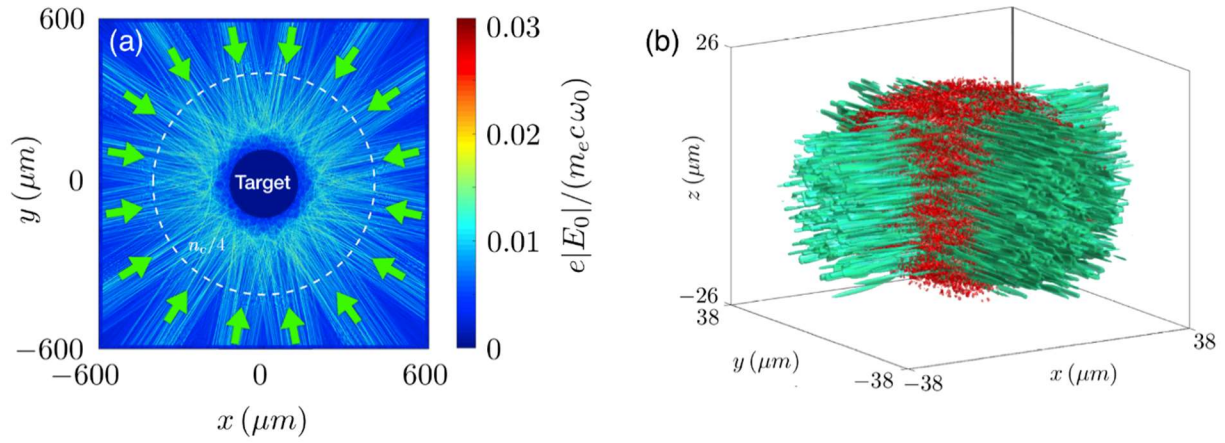 (a)
600
0
−600
y (μm)
−600
0
600
x (μm)
Target
n_c/4
0.03
0.02
0.01
0
e|E_0|/(m_e c ω_0)
(b)
26
z (μm)
−26
38
y (μm)
−38
−38
x (μm)
38